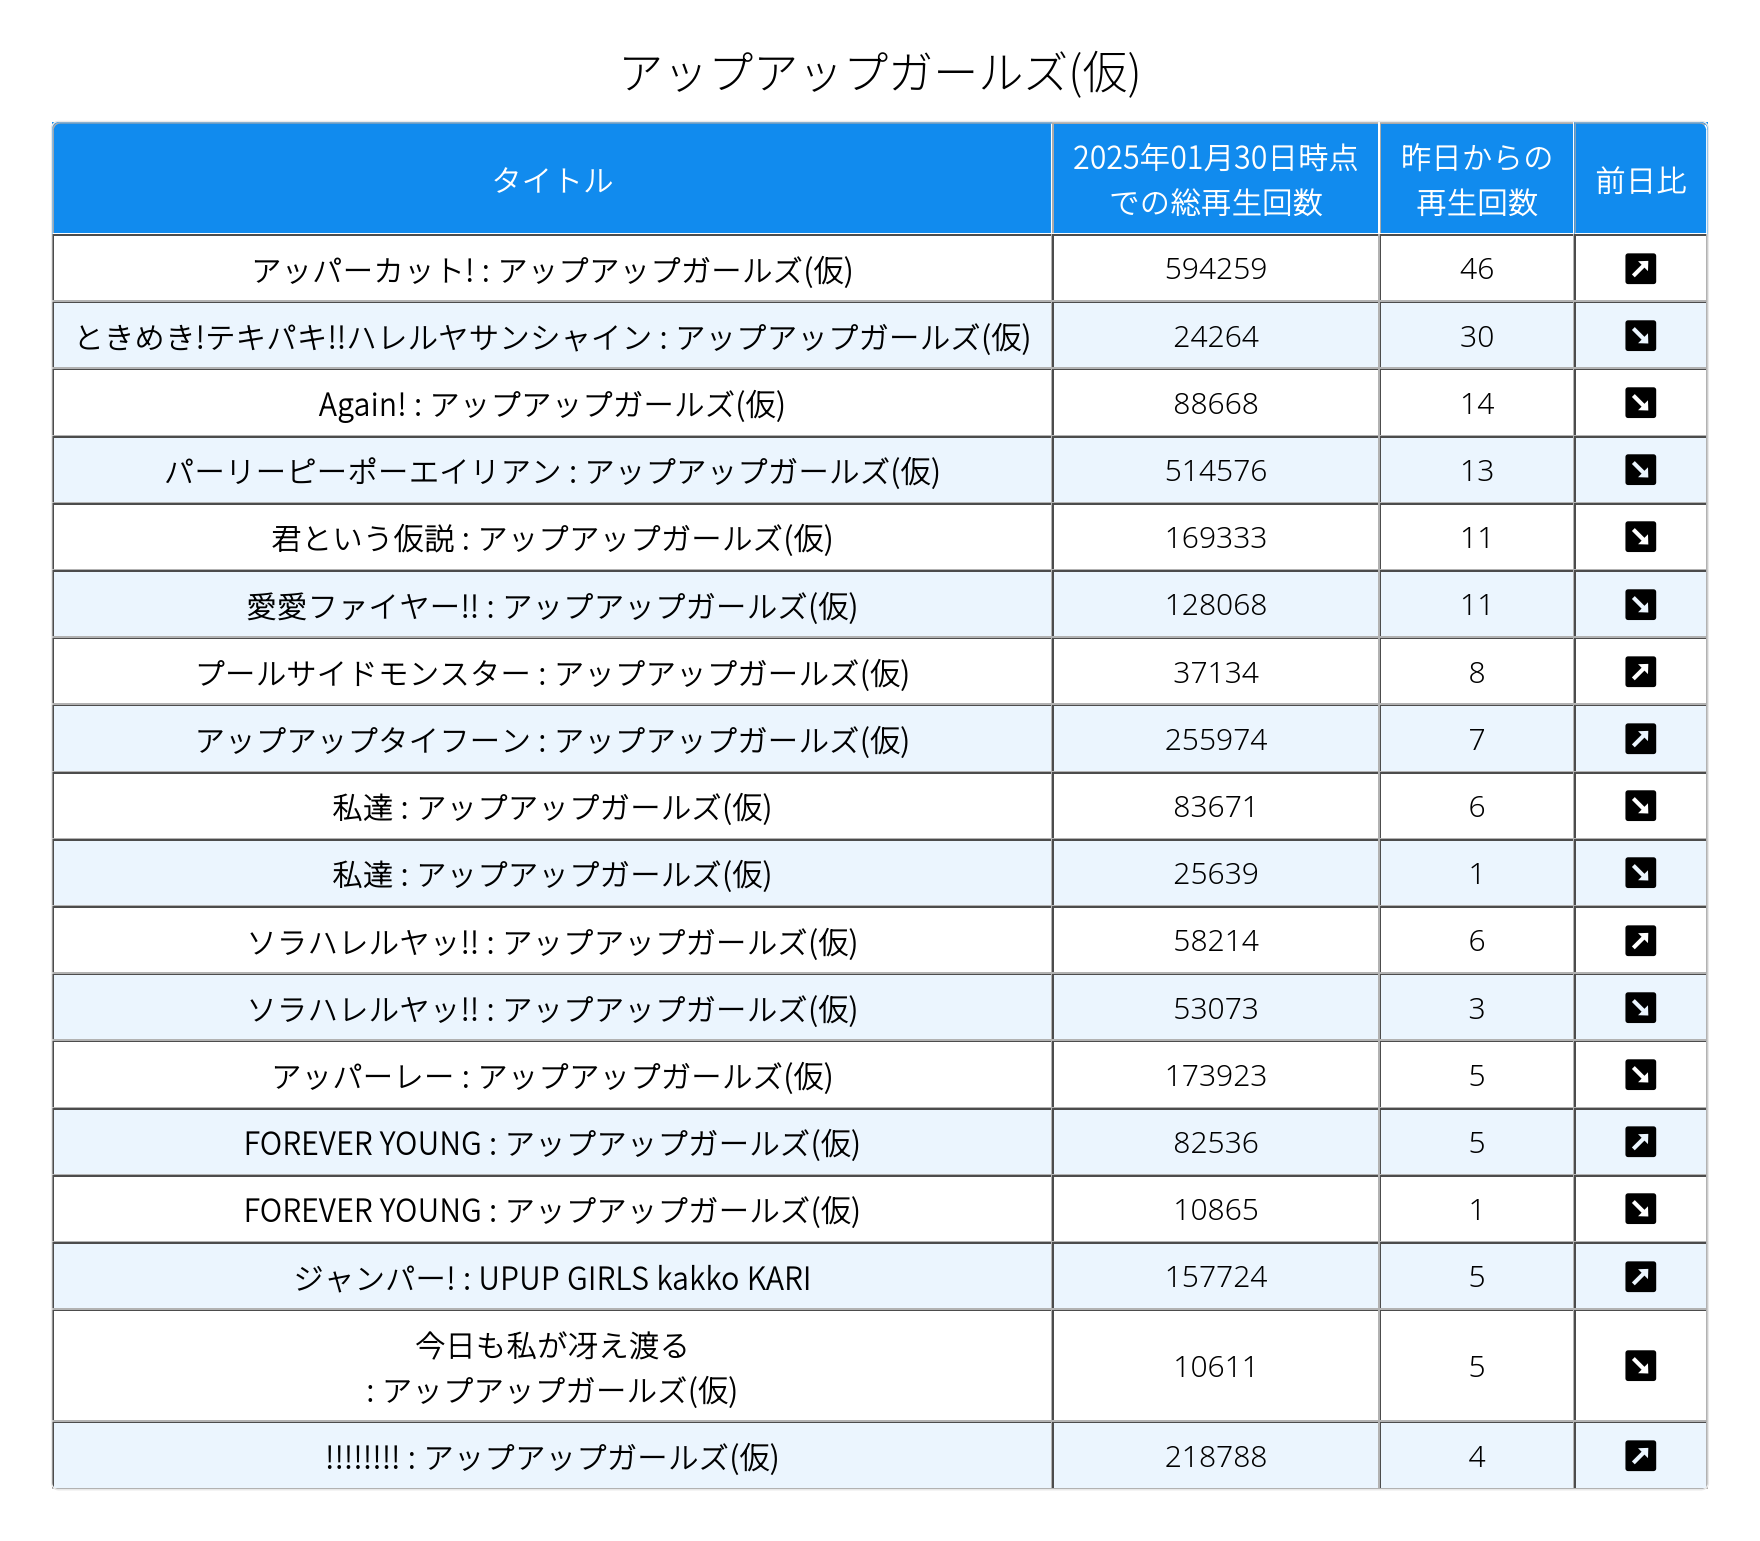 アップアップガールズ(仮)
タイトル 2025年01月30日時点での総再生回数 昨日からの再生回数 前日比
アッパーカット! : アップアップガールズ(仮) 594259 46
ときめき!テキパキ!!ハレルヤサンシャイン : アップアップガールズ(仮) 24264 30
Again! : アップアップガールズ(仮) 88668 14
パーリーピーポーエイリアン : アップアップガールズ(仮) 514576 13
君という仮説 : アップアップガールズ(仮) 169333 11
愛愛ファイヤー!! : アップアップガールズ(仮) 128068 11
プールサイドモンスター : アップアップガールズ(仮) 37134 8
アップアップタイフーン : アップアップガールズ(仮) 255974 7
私達 : アップアップガールズ(仮) 83671 6
私達 : アップアップガールズ(仮) 25639 1
ソラハレルヤッ!! : アップアップガールズ(仮) 58214 6
ソラハレルヤッ!! : アップアップガールズ(仮) 53073 3
アッパーレー : アップアップガールズ(仮) 173923 5
FOREVER YOUNG : アップアップガールズ(仮) 82536 5
FOREVER YOUNG : アップアップガールズ(仮) 10865 1
ジャンパー! : UPUP GIRLS kakko KARI 157724 5
今日も私が冴え渡る
: アップアップガールズ(仮) 10611 5
!!!!!!!! : アップアップガールズ(仮) 218788 4